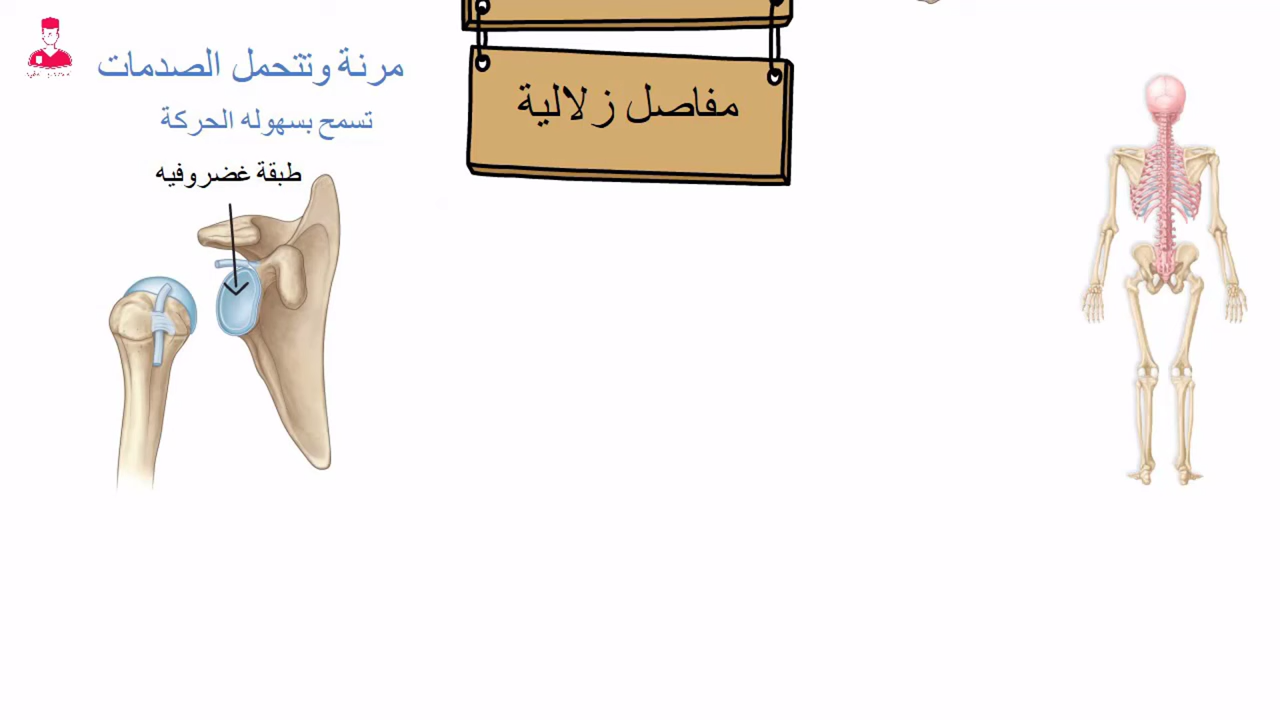 مفاصل زلالية
مرنة وتتحمل الصدمات
تسمح بسهوله الحركة
طبقة غضروفيه